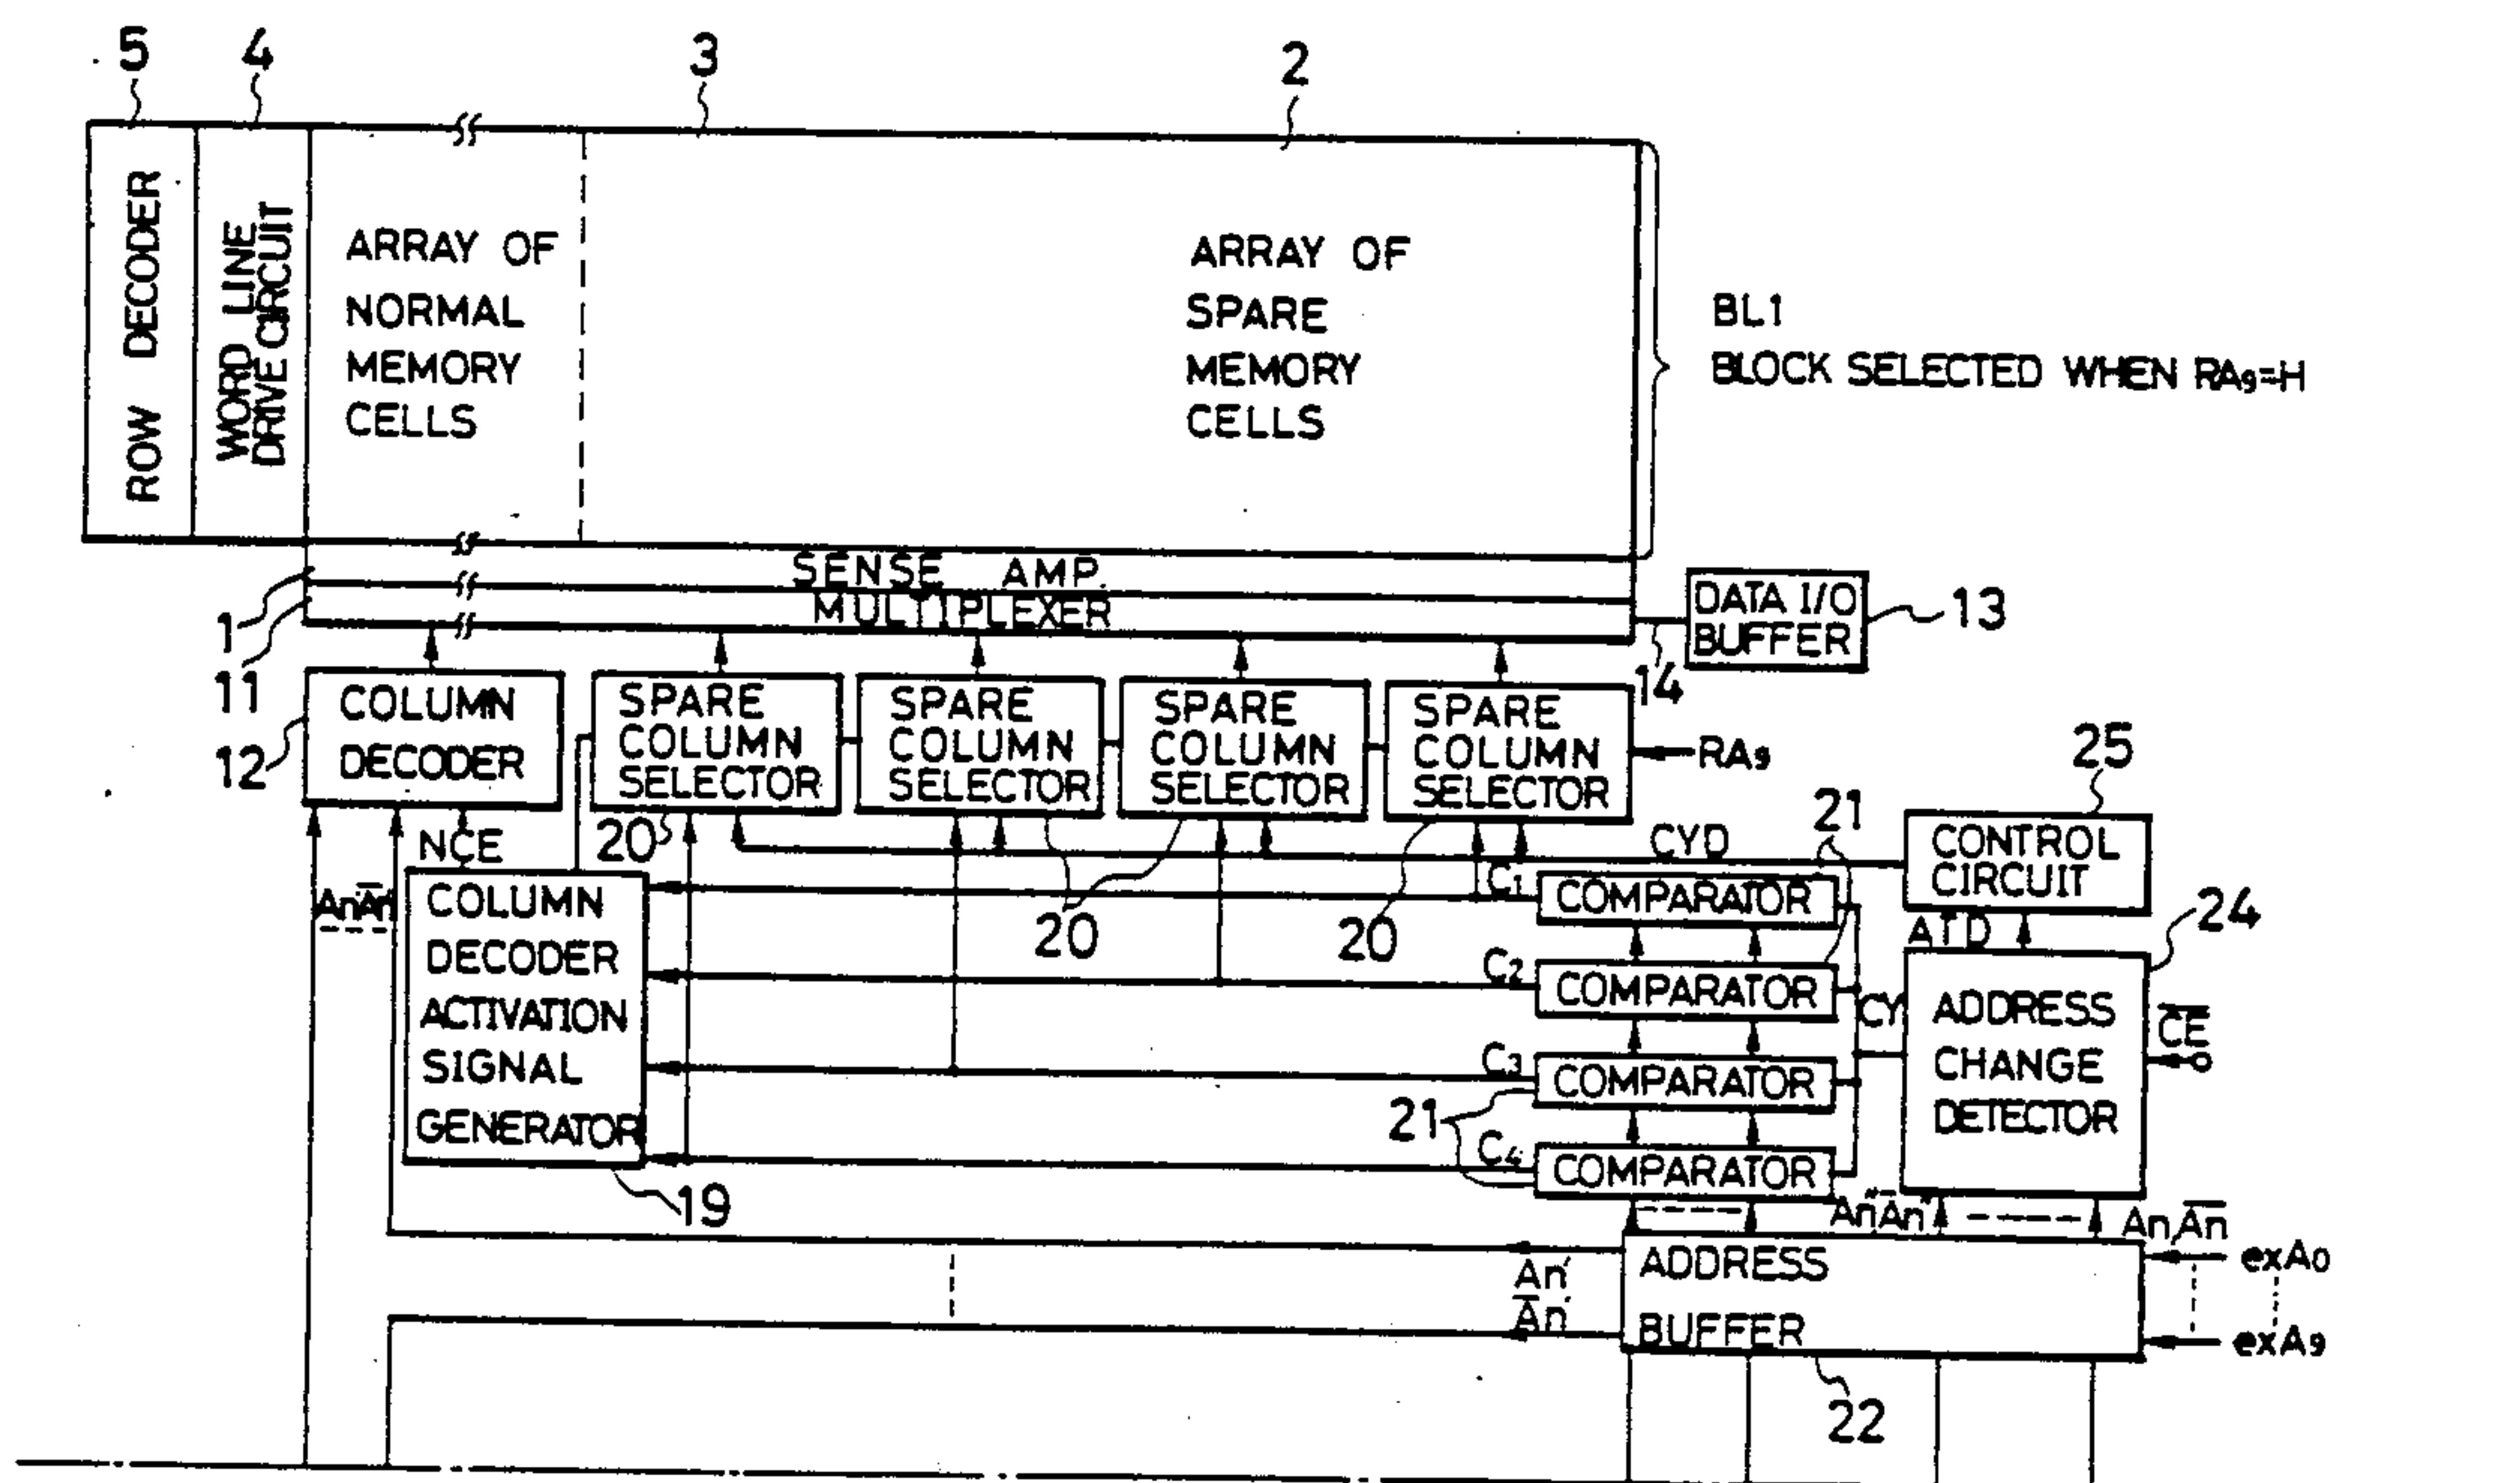 5
4
3
2
ROW DECODER
WORD LINE
DRIVE CIRCUIT
ARRAY OF
NORMAL
MEMORY
CELLS
ARRAY OF
SPARE
MEMORY
CELLS
BL1
BLOCK SELECTED WHEN RA9=H
SENSE AMP.
MULTIPLEXER
1
11
DATA I/O
BUFFER
13
14
COLUMN
DECODER
12
SPARE
COLUMN
SELECTOR
SPARE
COLUMN
SELECTOR
SPARE
COLUMN
SELECTOR
SPARE
COLUMN
SELECTOR
RA9
25
NCE
20
20
20
CYD
21
CONTROL
CIRCUIT
An A̅n̅
COLUMN
DECODER
ACTIVATION
SIGNAL
GENERATOR
19
C1
COMPARATOR
C2
COMPARATOR
C3
COMPARATOR
C4
COMPARATOR
21
CY
ATD
24
ADDRESS
CHANGE
DETECTOR
C̅E̅
An A̅n̅
An, A̅n̅
An'
A̅n̅'
ADDRESS
BUFFER
exA0
exA9
22